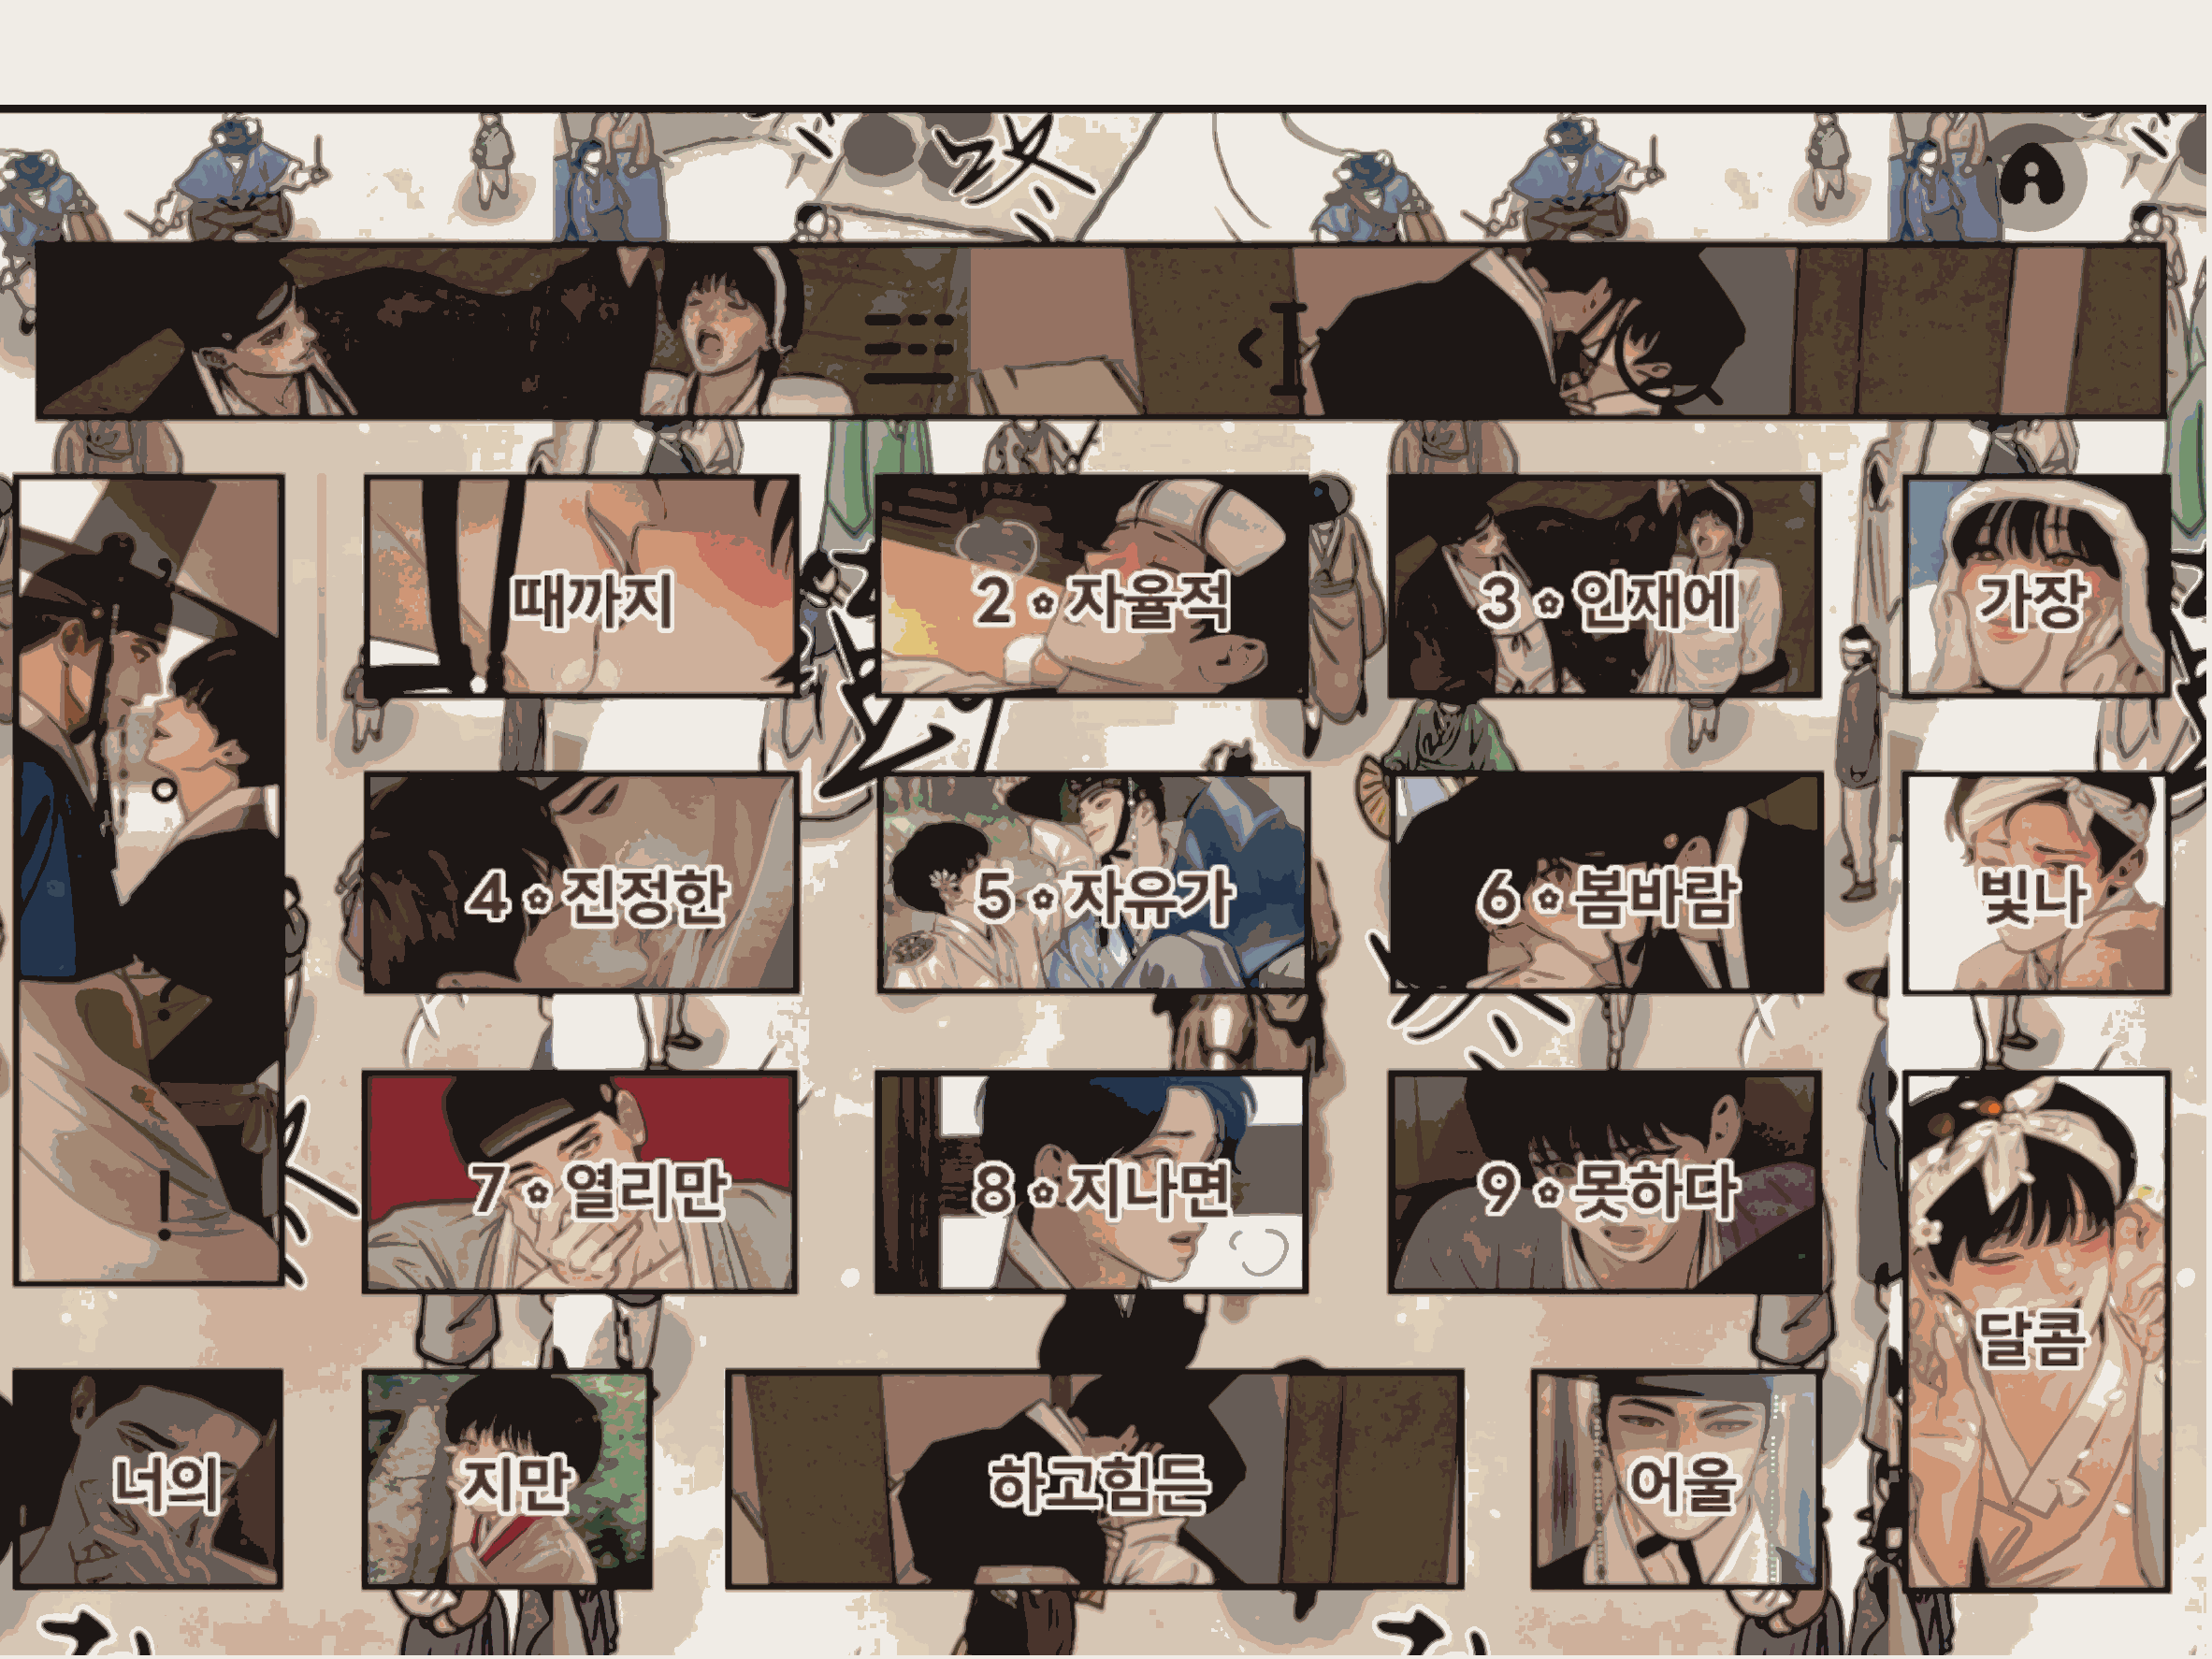 때까지
2 자율적
3 인재에
가장
4 진정한
5 자유가
6 봄바람
빛나
?
!
7 열리만
8 지나면
9 못하다
달콤
너의
지만
하고힘든
어울